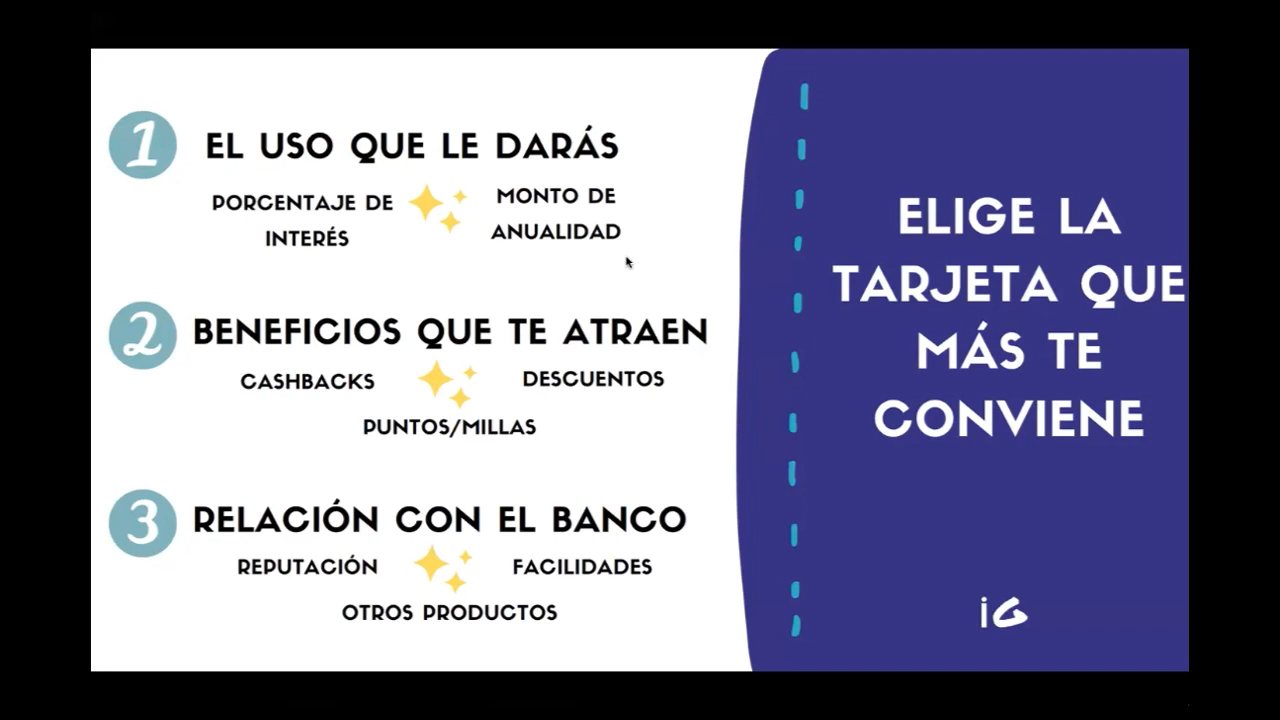 1 EL USO QUE LE DARÁS
PORCENTAJE DE
INTERÉS
MONTO DE
ANUALIDAD
2 BENEFICIOS QUE TE ATRAEN
CASHBACKS
DESCUENTOS
PUNTOS/MILLAS
3 RELACIÓN CON EL BANCO
REPUTACIÓN
FACILIDADES
OTROS PRODUCTOS
ELIGE LA
TARJETA QUE
MÁS TE
CONVIENE
iG